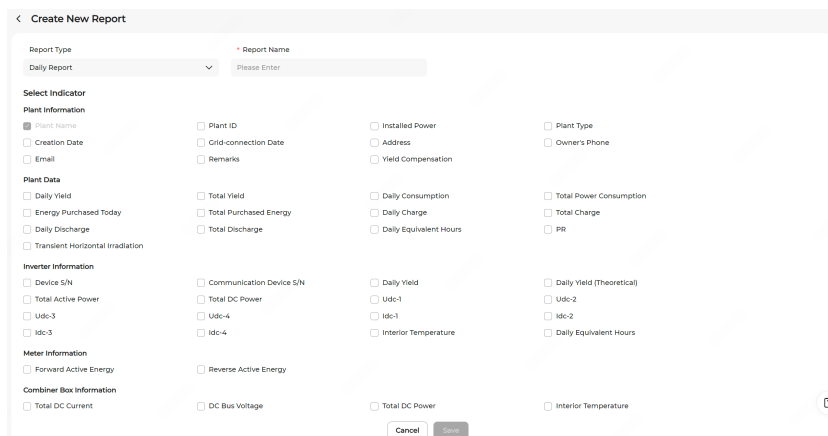 Create New Report
Report Type * Report Name
Daily Report Please Enter
Select Indicator
Plant Information
Plant Name Plant ID Installed Power Plant Type
Creation Date Grid-connection Date Address Owner's Phone
Email Remarks Yield Compensation
Plant Data
Daily Yield Total Yield Daily Consumption Total Power Consumption
Energy Purchased Today Total Purchased Energy Daily Charge Total Charge
Daily Discharge Total Discharge Daily Equivalent Hours PR
Transient Horizontal Irradiation
Inverter Information
Device S/N Communication Device S/N Daily Yield Daily Yield (Theoretical)
Total Active Power Total DC Power Udc-1 Udc-2
Udc-3 Udc-4 Idc-1 Idc-2
Idc-3 Idc-4 Interior Temperature Daily Equivalent Hours
Meter Information
Forward Active Energy Reverse Active Energy
Combiner Box Information
Total DC Current DC Bus Voltage Total DC Power Interior Temperature
Cancel Save